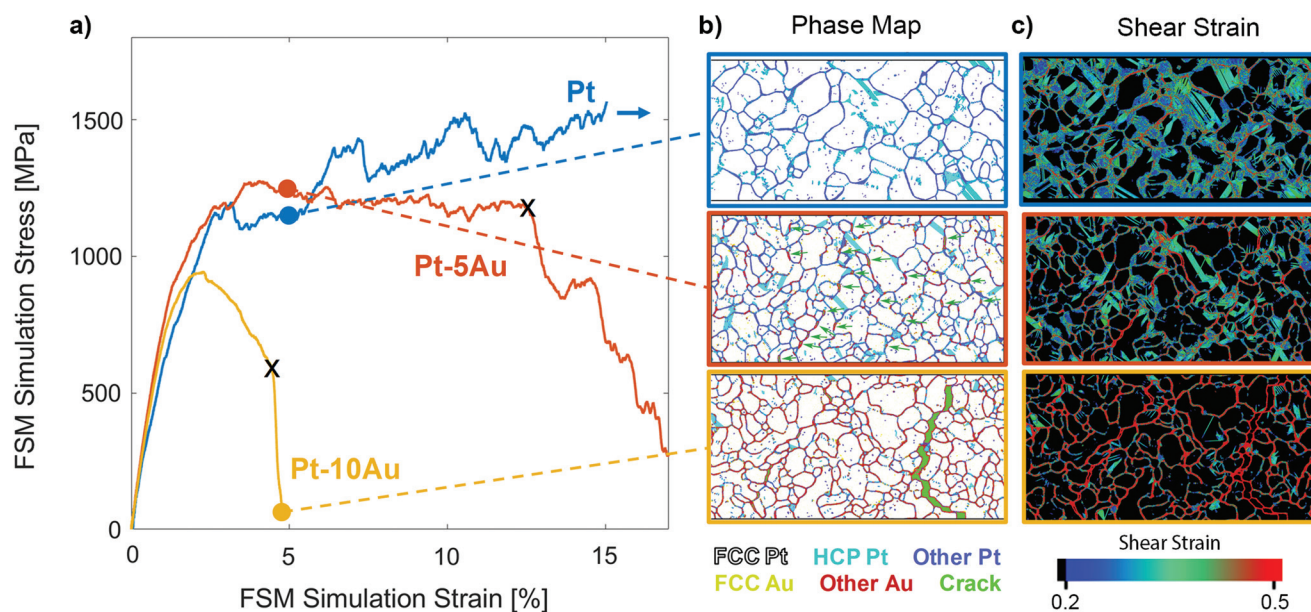 a)
b)
Phase Map
c)
Shear Strain
FSM Simulation Stress [MPa]
1500
1000
500
0
Pt
Pt-5Au
X
X
Pt-10Au
0
5
10
15
FSM Simulation Strain [%]
FCC Pt HCP Pt Other Pt
FCC Au Other Au Crack
Shear Strain
0.2 0.5